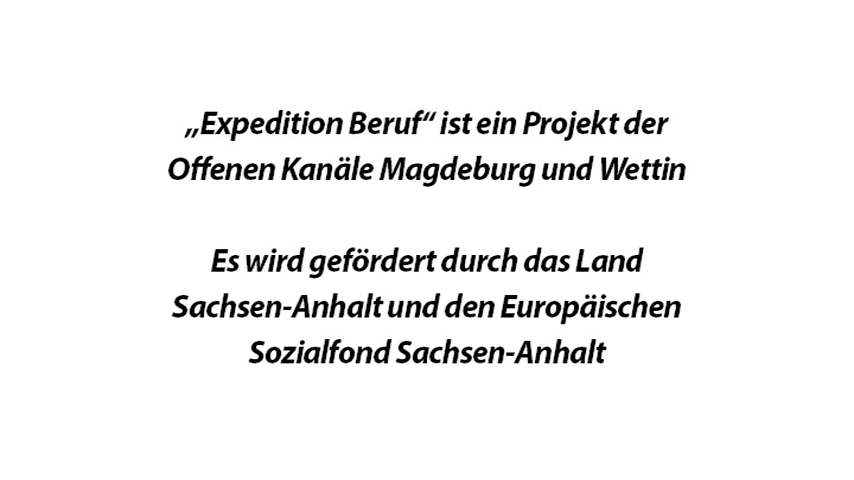 „Expedition Beruf“ ist ein Projekt der
Offenen Kanäle Magdeburg und Wettin
Es wird gefördert durch das Land
Sachsen-Anhalt und den Europäischen
Sozialfond Sachsen-Anhalt